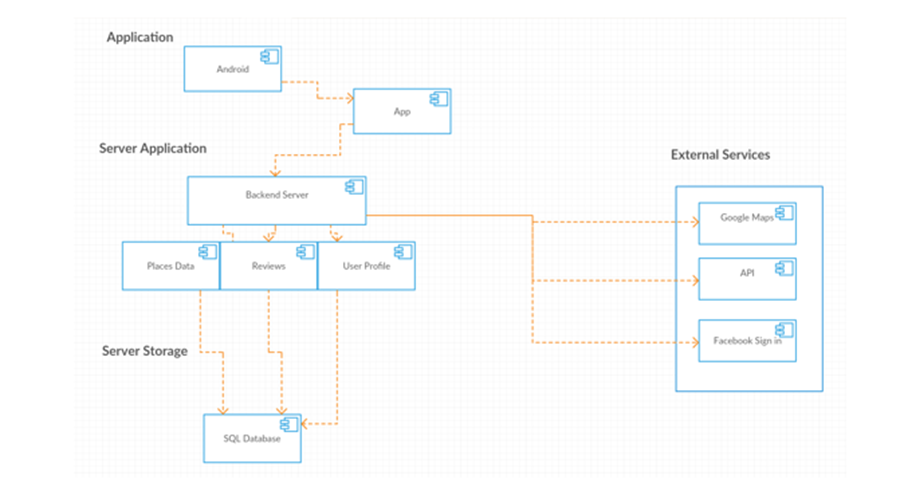 Application
Android
App
Server Application
External Services
Backend Server
Google Maps
Places Data
Reviews
User Profile
API
Facebook Sign in
Server Storage
SQL Database